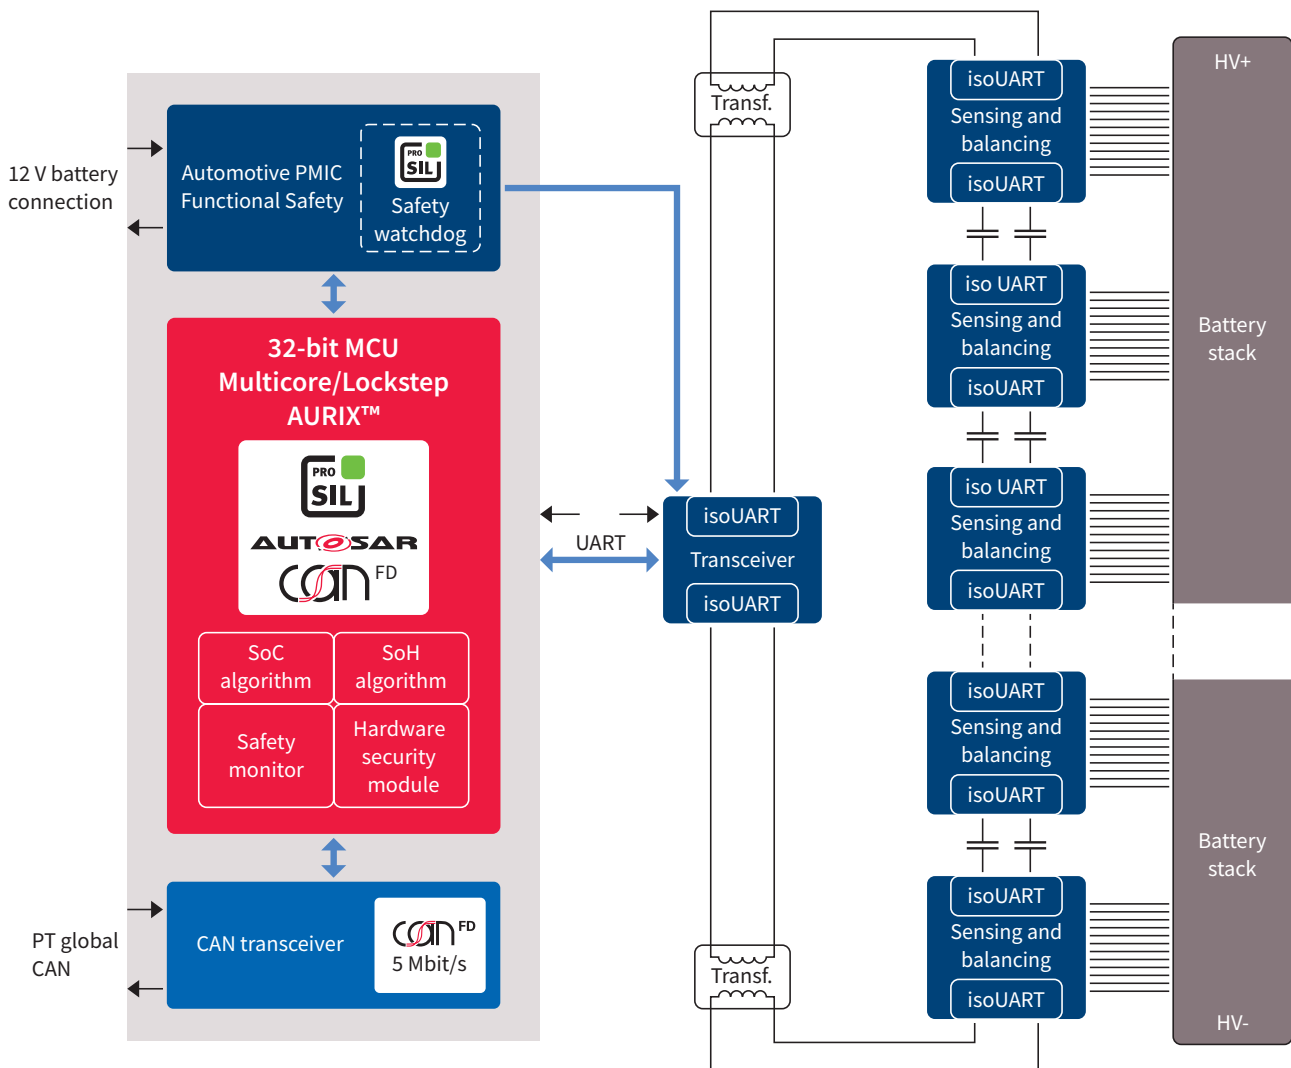 12 V battery
connection
Automotive PMIC
Functional Safety
PRO
SIL
Safety
watchdog
32-bit MCU
Multicore/Lockstep
AURIX™
PRO
SIL
AUTOSAR
CAN FD
SoC
algorithm
SoH
algorithm
Safety
monitor
Hardware
security
module
PT global
CAN
CAN transceiver
CAN FD
5 Mbit/s
UART
Transf.
isoUART
Transceiver
isoUART
Transf.
isoUART
Sensing and
balancing
isoUART
iso UART
Sensing and
balancing
isoUART
iso UART
Sensing and
balancing
isoUART
isoUART
Sensing and
balancing
isoUART
isoUART
Sensing and
balancing
isoUART
HV+
Battery
stack
Battery
stack
HV-